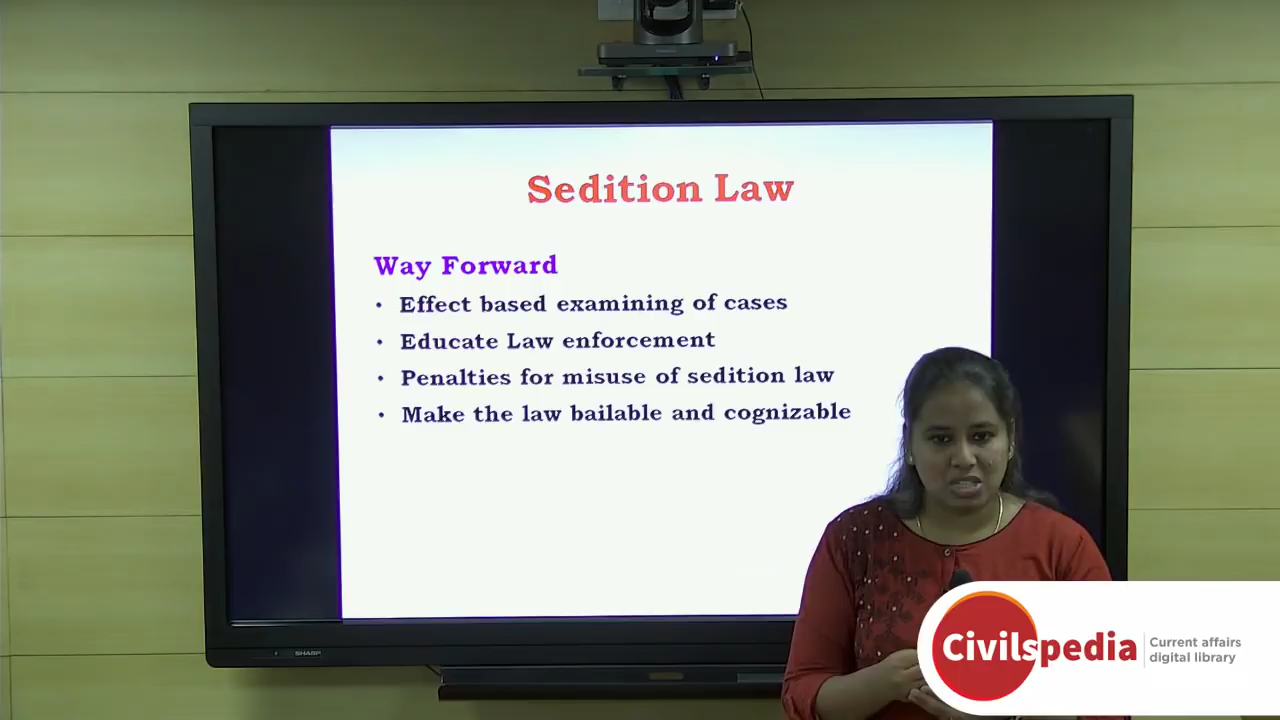 Sedition Law
Way Forward
• Effect based examining of cases
• Educate Law enforcement
• Penalties for misuse of sedition law
• Make the law bailable and cognizable
SHARP
Civilspedia
Current affairs
digital library